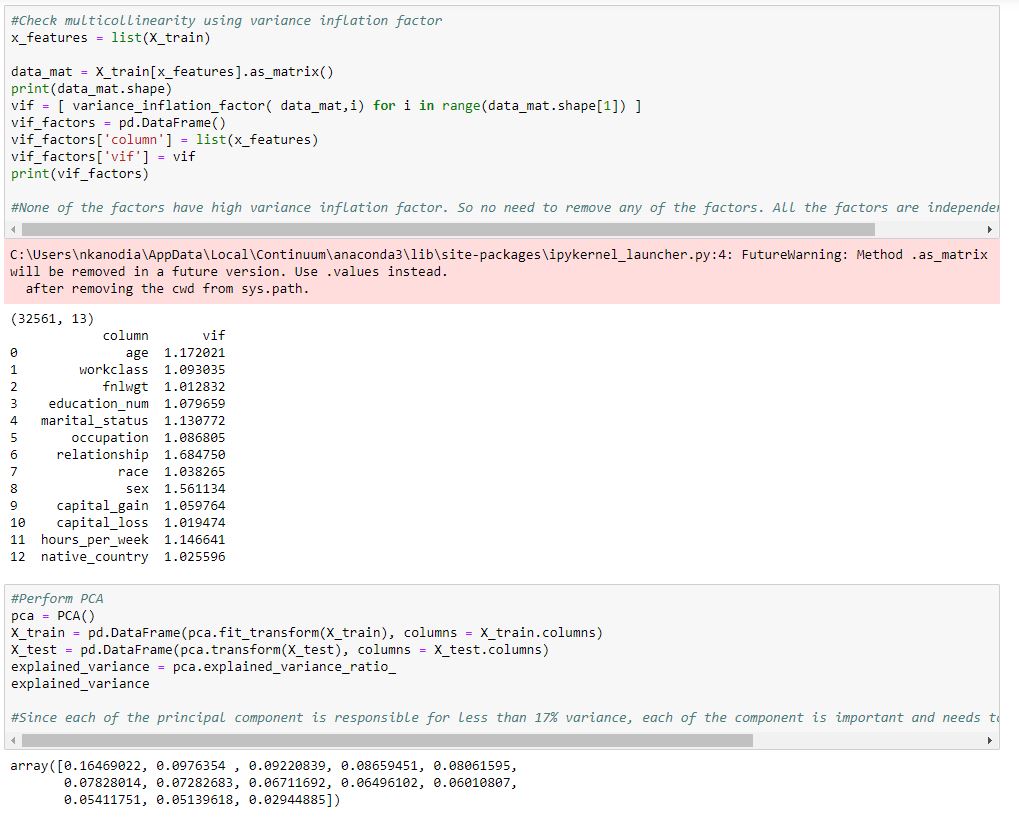 #Check multicollinearity using variance inflation factor
x_features = list(X_train)
data_mat = X_train[x_features].as_matrix()
print(data_mat.shape)
vif = [ variance_inflation_factor( data_mat,i) for i in range(data_mat.shape[1]) ]
vif_factors = pd.DataFrame()
vif_factors['column'] = list(x_features)
vif_factors['vif'] = vif
print(vif_factors)
#None of the factors have high variance inflation factor. So no need to remove any of the factors. All the factors are
C:\Users\nkanodia\AppData\Local\Continuum\anaconda3\lib\site-packages\ipykernel_launcher.py:4: FutureWarning: Method .as_matrix
will be removed in a future version. Use .values instead.
after removing the cwd from sys.path.
(32561, 13)
column vif
0 age 1.172021
1 workclass 1.093035
2 fnlwgt 1.012832
3 education_num 1.079659
4 marital_status 1.130772
5 occupation 1.086805
6 relationship 1.684750
7 race 1.038265
8 sex 1.561134
9 capital_gain 1.059764
10 capital_loss 1.019474
11 hours_per_week 1.146641
12 native_country 1.025596
#Perform PCA
pca = PCA()
X_train = pd.DataFrame(pca.fit_transform(X_train), columns = X_train.columns)
X_test = pd.DataFrame(pca.transform(X_test), columns = X_test.columns)
explained_variance = pca.explained_variance_ratio_
explained_variance
#Since each of the principal component is responsible for less than 17% variance, each of the component is important and needs
array([0.16469022, 0.0976354 , 0.09220839, 0.08659451, 0.08061595,
0.07828014, 0.07282683, 0.06711692, 0.06496102, 0.06010807,
0.05411751, 0.05139618, 0.02944885])